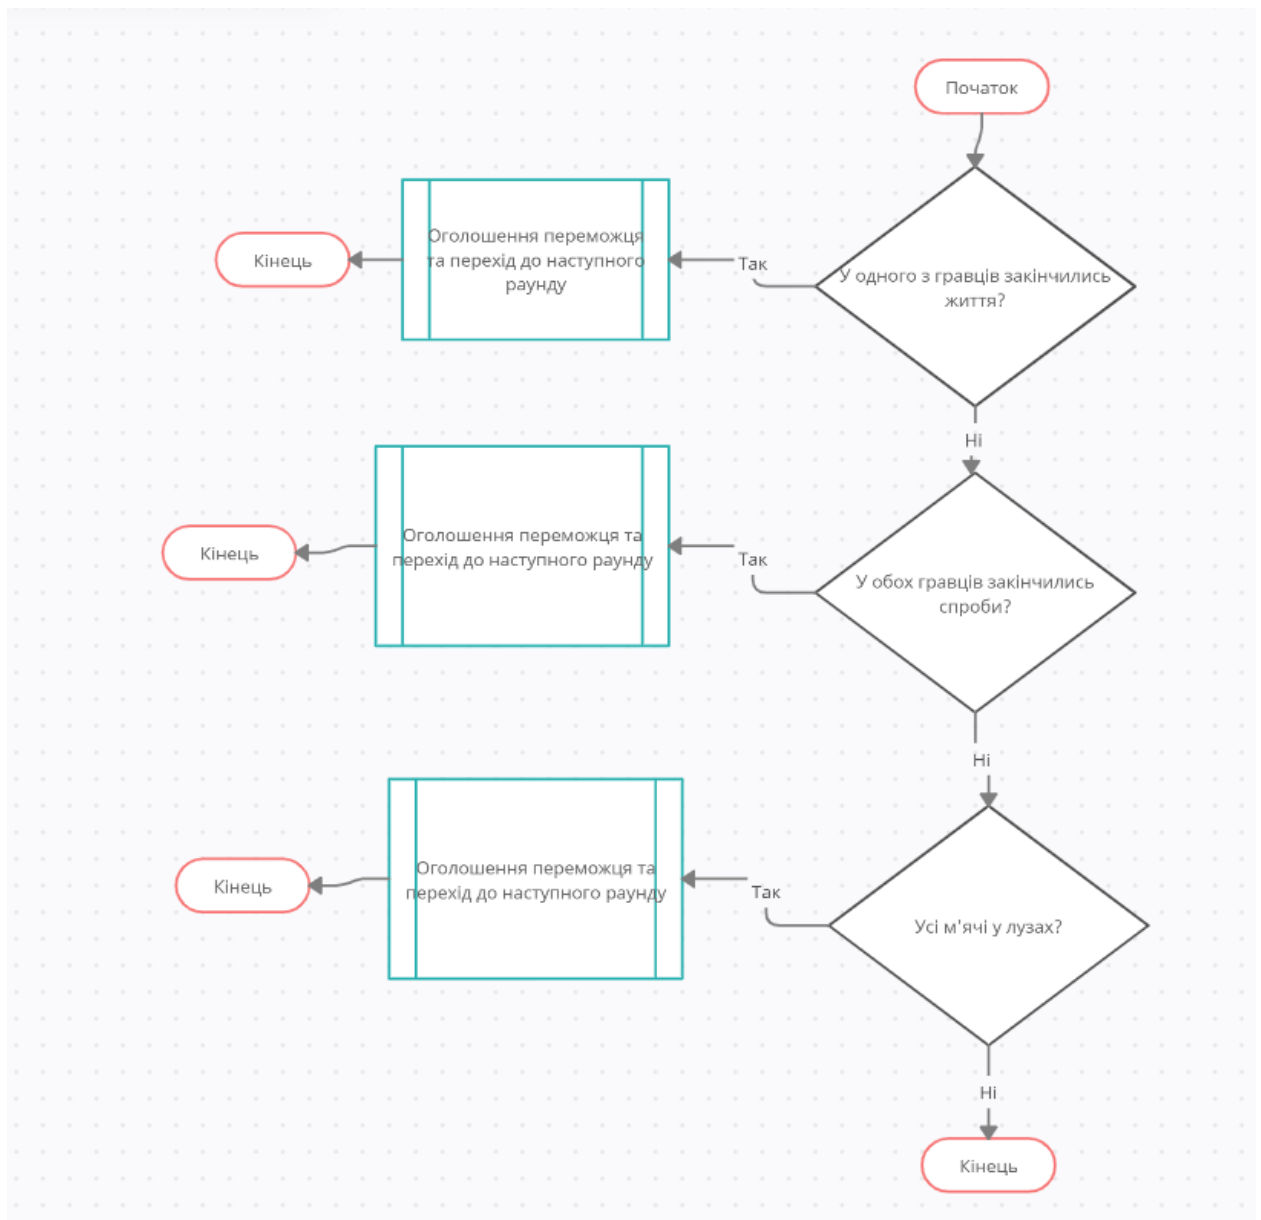 Початок
У одного з гравців закінчились
життя?
Так
Оголошення переможця
та перехід до наступного
раунду
Кінець
Ні
У обох гравців закінчились
спроби?
Так
Оголошення переможця та
перехід до наступного раунду
Кінець
Ні
Усі м'ячі у лузах?
Так
Оголошення переможця та
перехід до наступного раунду
Кінець
Ні
Кінець